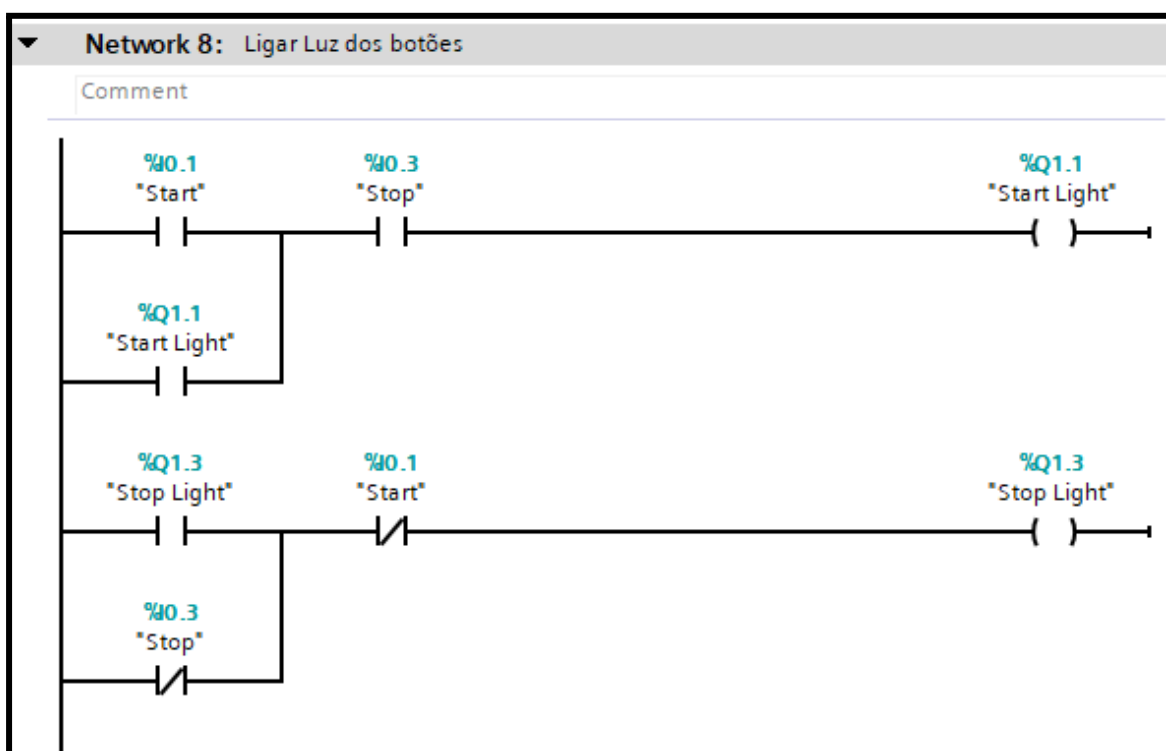 Network 8: Ligar Luz dos botões
Comment
%I0.1
"Start"
%I0.3
"Stop"
%Q1.1
"Start Light"
%Q1.1
"Start Light"
%Q1.3
"Stop Light"
%I0.1
"Start"
%Q1.3
"Stop Light"
%I0.3
"Stop"